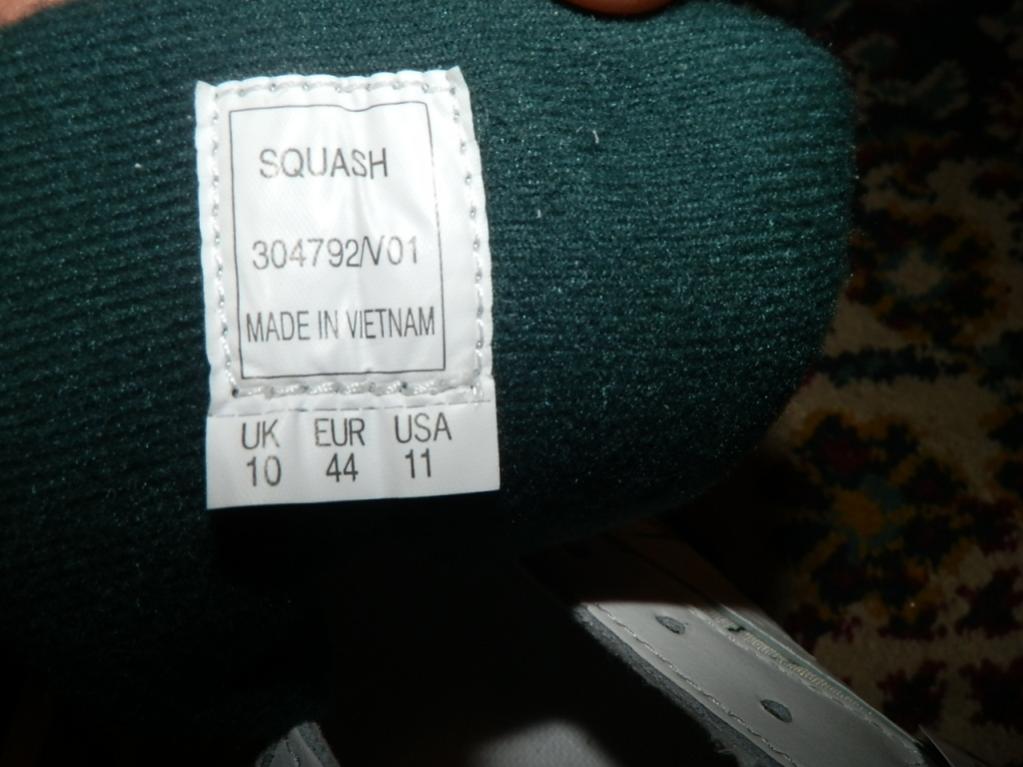 SQUASH
304792/V01
MADE IN VIETNAM
UK EUR USA
10 44 11